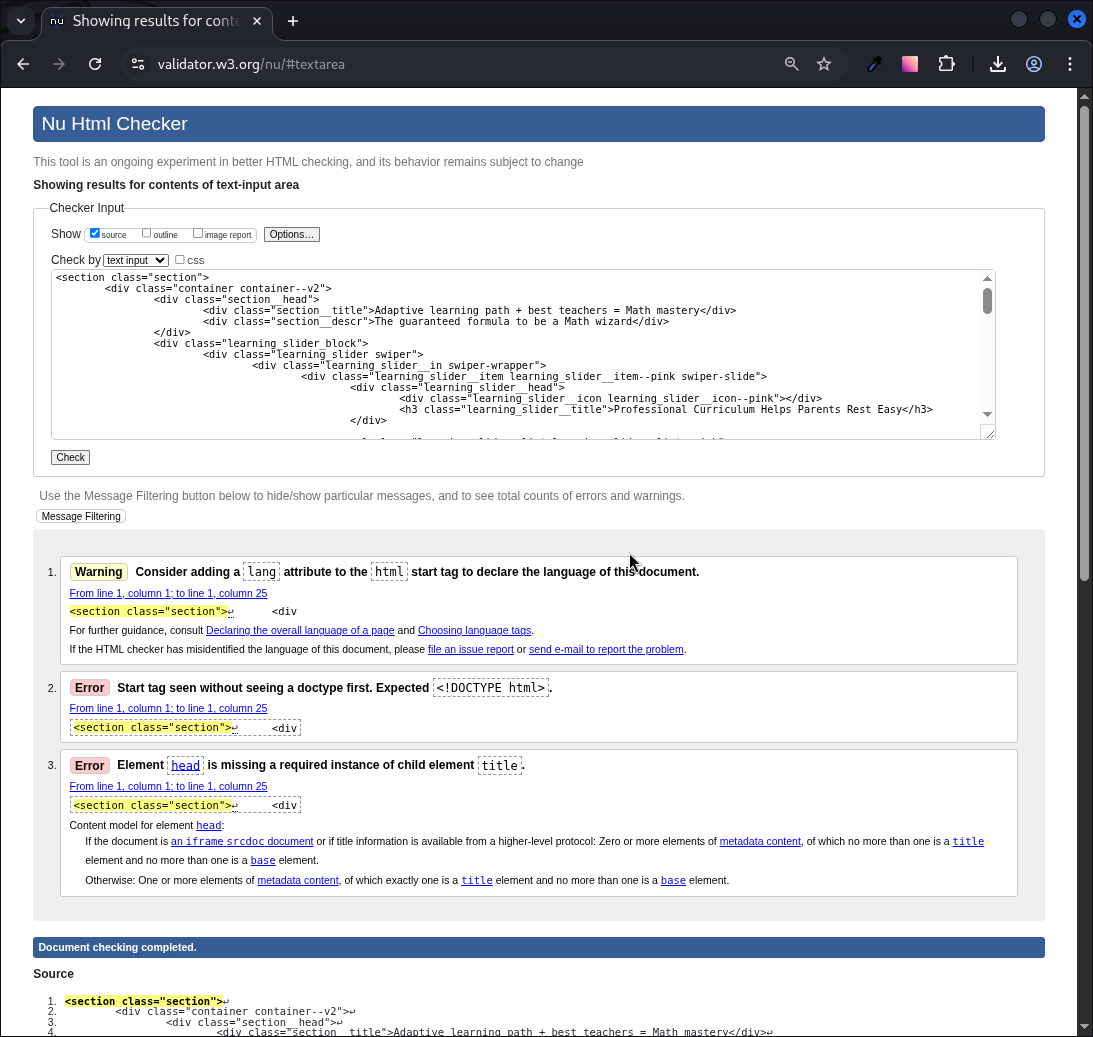 nu Showing results for cont
validator.w3.org/nu/#textarea
Nu Html Checker
This tool is an ongoing experiment in better HTML checking, and its behavior remains subject to change
Showing results for contents of text-input area
Checker Input
Show source outline image report Options…
Check by text input css
<section class="section">
<div class="container container--v2">
<div class="section__head">
<div class="section__title">Adaptive learning path + best teachers = Math mastery</div>
<div class="section__descr">The guaranteed formula to be a Math wizard</div>
</div>
<div class="learning_slider_block">
<div class="learning_slider swiper">
<div class="learning_slider__in swiper-wrapper">
<div class="learning_slider__item learning_slider__item--pink swiper-slide">
<div class="learning_slider__head">
<div class="learning_slider__icon learning_slider__icon--pink"></div>
<h3 class="learning_slider__title">Professional Curriculum Helps Parents Rest Easy</h3>
</div>
Check
Use the Message Filtering button below to hide/show particular messages, and to see total counts of errors and warnings.
Message Filtering
1. Warning Consider adding a lang attribute to the html start tag to declare the language of this document.
From line 1, column 1; to line 1, column 25
<section class="section">↩ <div
For further guidance, consult Declaring the overall language of a page and Choosing language tags.
If the HTML checker has misidentified the language of this document, please file an issue report or send e-mail to report the problem.
2. Error Start tag seen without seeing a doctype first. Expected <!DOCTYPE html>.
From line 1, column 1; to line 1, column 25
<section class="section">↩ <div
3. Error Element head is missing a required instance of child element title.
From line 1, column 1; to line 1, column 25
<section class="section">↩ <div
Content model for element head:
If the document is an iframe srcdoc document or if title information is available from a higher-level protocol: Zero or more elements of metadata content, of which no more than one is a title
element and no more than one is a base element.
Otherwise: One or more elements of metadata content, of which exactly one is a title element and no more than one is a base element.
Document checking completed.
Source
1. <section class="section">↩
2. <div class="container container--v2">↩
3. <div class="section__head">↩
4. <div class="section__title">Adaptive learning path + best teachers = Math mastery</div>↩